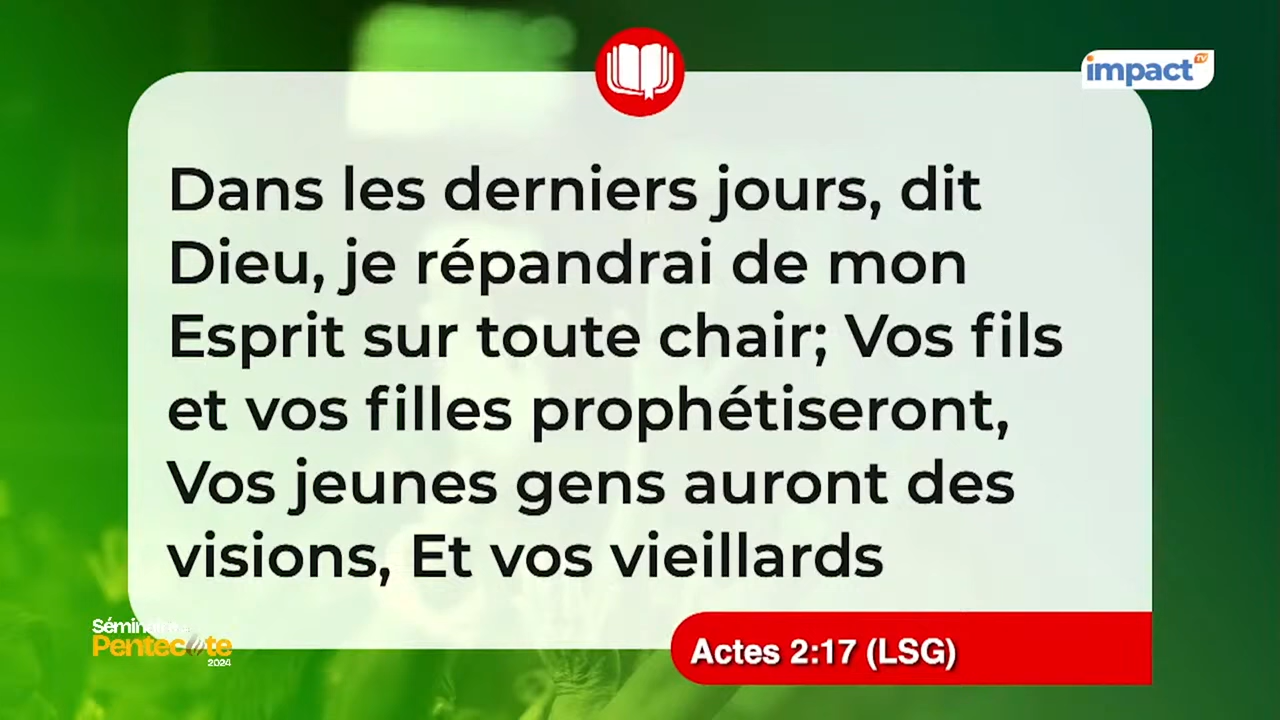 impact TV
Dans les derniers jours, dit
Dieu, je répandrai de mon
Esprit sur toute chair; Vos fils
et vos filles prophétiseront,
Vos jeunes gens auront des
visions, Et vos vieillards
Pentecôte
2024
Actes 2:17 (LSG)